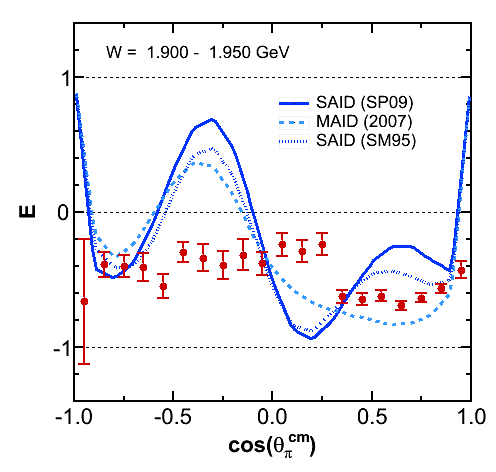 W = 1.900 - 1.950 GeV
SAID (SP09)
MAID (2007)
SAID (SM95)
1
0
-1
E
-1.0 -0.5 0.0 0.5 1.0
cos(θπcm)